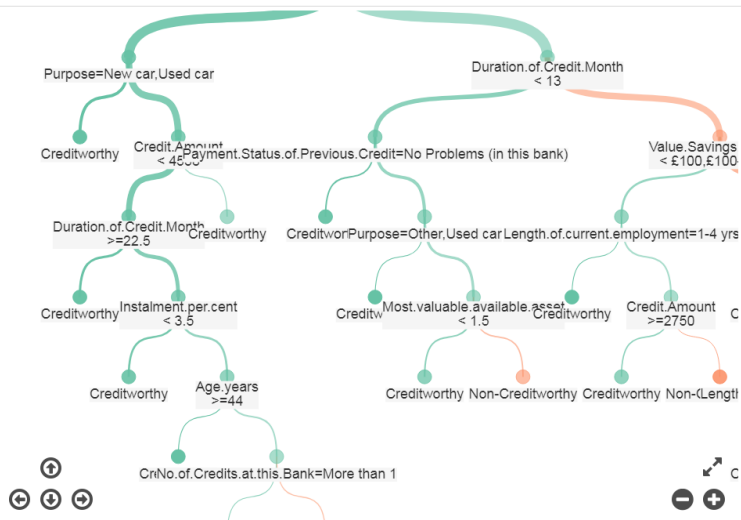 Duration.of.Credit.Month
< 13
Purpose=New car,Used car
Creditworthy
Credit.Amount
Payment.Status.of.Previous.Credit=No Problems (in this bank)
Value.Savings
< £100,£100
Duration.of.Credit.Month
>=22.5
Creditworthy
Purpose=Other,Used car
Length.of.current.employment=1-4 yrs
Creditworthy
Instalment.per.cent
< 3.5
Most.valuable.available.asset
< 1.5
Creditworthy
Credit.Amount
>=2750
Creditworthy
Age.years
>=44
Creditworthy
Non-Creditworthy
Creditworthy
No.of.Credits.at.this.Bank=More than 1